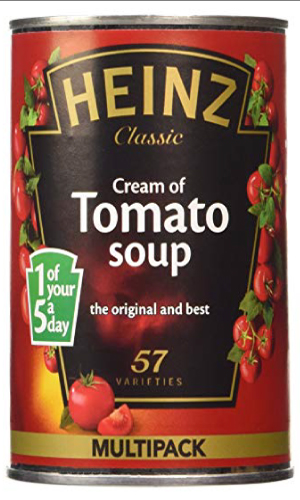 HEINZ
Classic
Cream of
Tomato
soup
1 of
your
5 a
day
the original and best
57
VARIETIES
MULTIPACK